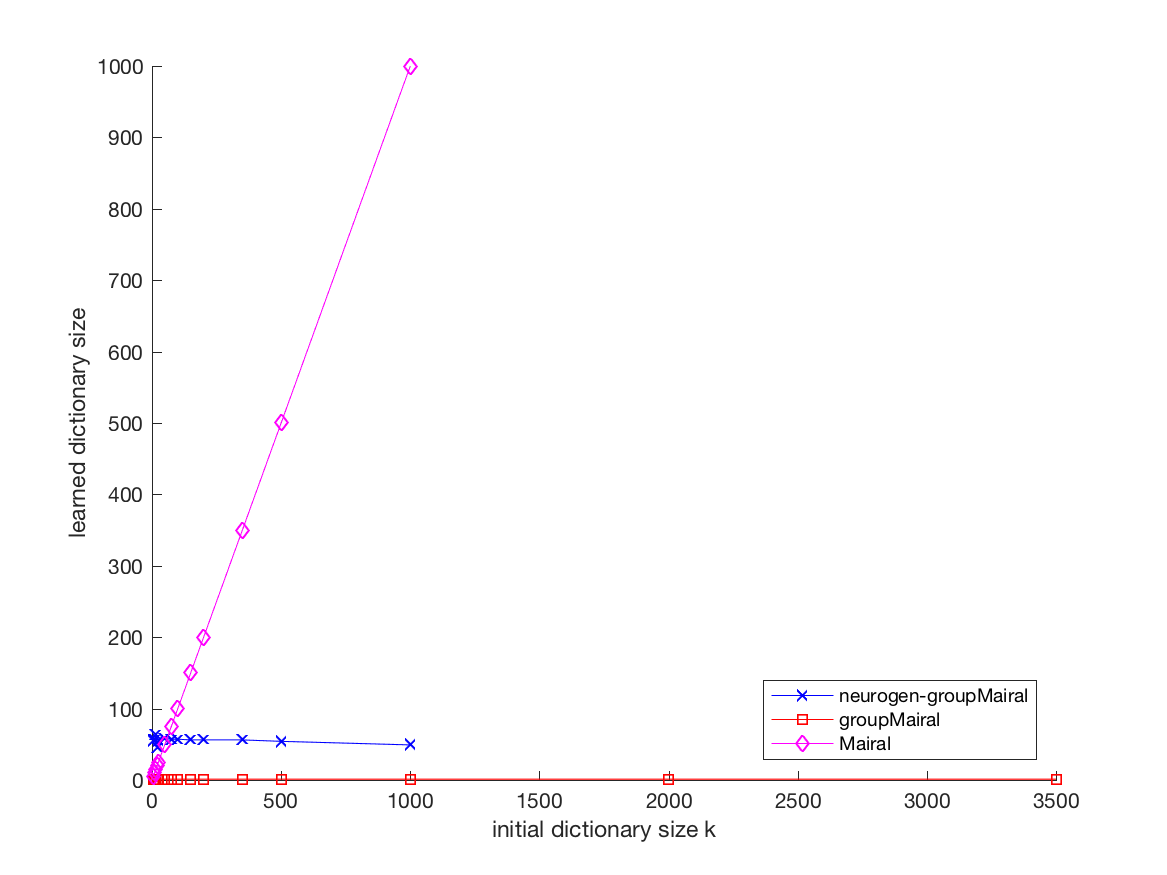 1000
900
800
700
600
500
400
300
200
100
0
learned dictionary size
0 500 1000 1500 2000 2500 3000 3500
initial dictionary size k
neurogen-groupMairal
groupMairal
Mairal